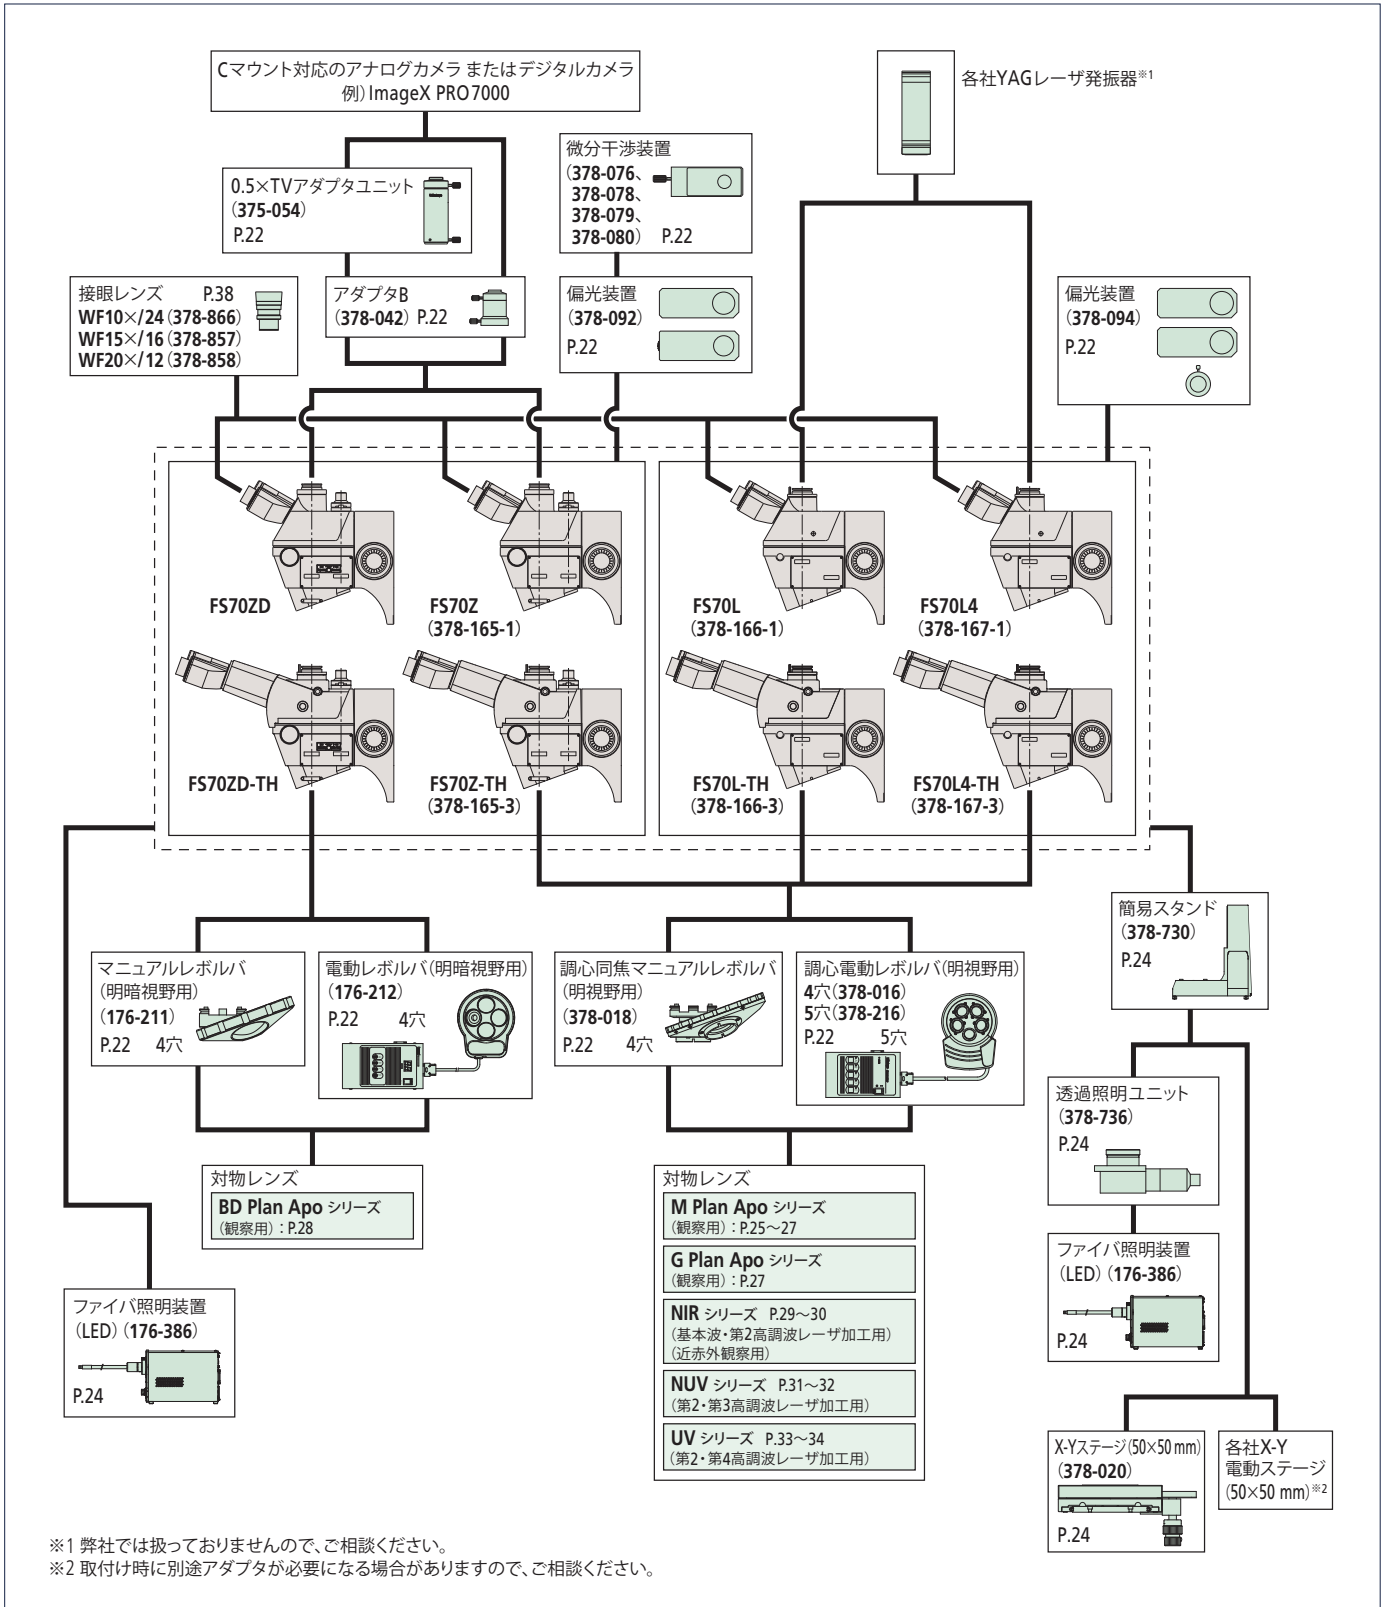 Cマウント対応のアナログカメラ またはデジタルカメラ
例）ImageX PRO7000
各社YAGレーザ発振器※1
0.5×TVアダプタユニット
（375-054）
P.22
微分干渉装置
（378-076、
378-078、
378-079、
378-080） P.22
接眼レンズ P.38
WF10×/24（378-866）
WF15×/16（378-857）
WF20×/12（378-858）
アダプタB
（378-042） P.22
偏光装置
（378-092）
P.22
偏光装置
（378-094）
P.22
FS70ZD
FS70Z
（378-165-1）
FS70L
（378-166-1）
FS70L4
（378-167-1）
FS70ZD-TH
FS70Z-TH
（378-165-3）
FS70L-TH
（378-166-3）
FS70L4-TH
（378-167-3）
簡易スタンド
（378-730）
P.24
マニュアルレボルバ
（明暗視野用）
（176-211）
P.22 4穴
電動レボルバ（明暗視野用）
（176-212）
P.22 4穴
調心同焦マニュアルレボルバ
（明視野用）
（378-018）
P.22 4穴
調心電動レボルバ（明視野用）
4穴（378-016）
5穴（378-216）
P.22 5穴
透過照明ユニット
（378-736）
P.24
対物レンズ
BD Plan Apo シリーズ
（観察用）：P.28
対物レンズ
M Plan Apo シリーズ
（観察用）：P.25～27
G Plan Apo シリーズ
（観察用）：P.27
NIR シリーズ P.29～30
（基本波・第2高調波レーザ加工用）
（近赤外観察用）
NUV シリーズ P.31～32
（第2・第3高調波レーザ加工用）
UV シリーズ P.33～34
（第2・第4高調波レーザ加工用）
ファイバ照明装置
（LED）（176-386）
P.24
ファイバ照明装置
（LED）（176-386）
P.24
X-Yステージ（50×50 mm）
（378-020）
P.24
各社X-Y
電動ステージ
（50×50 mm）※2
※1 弊社では扱っておりませんので、ご相談ください。
※2 取付け時に別途アダプタが必要になる場合がありますので、ご相談ください。